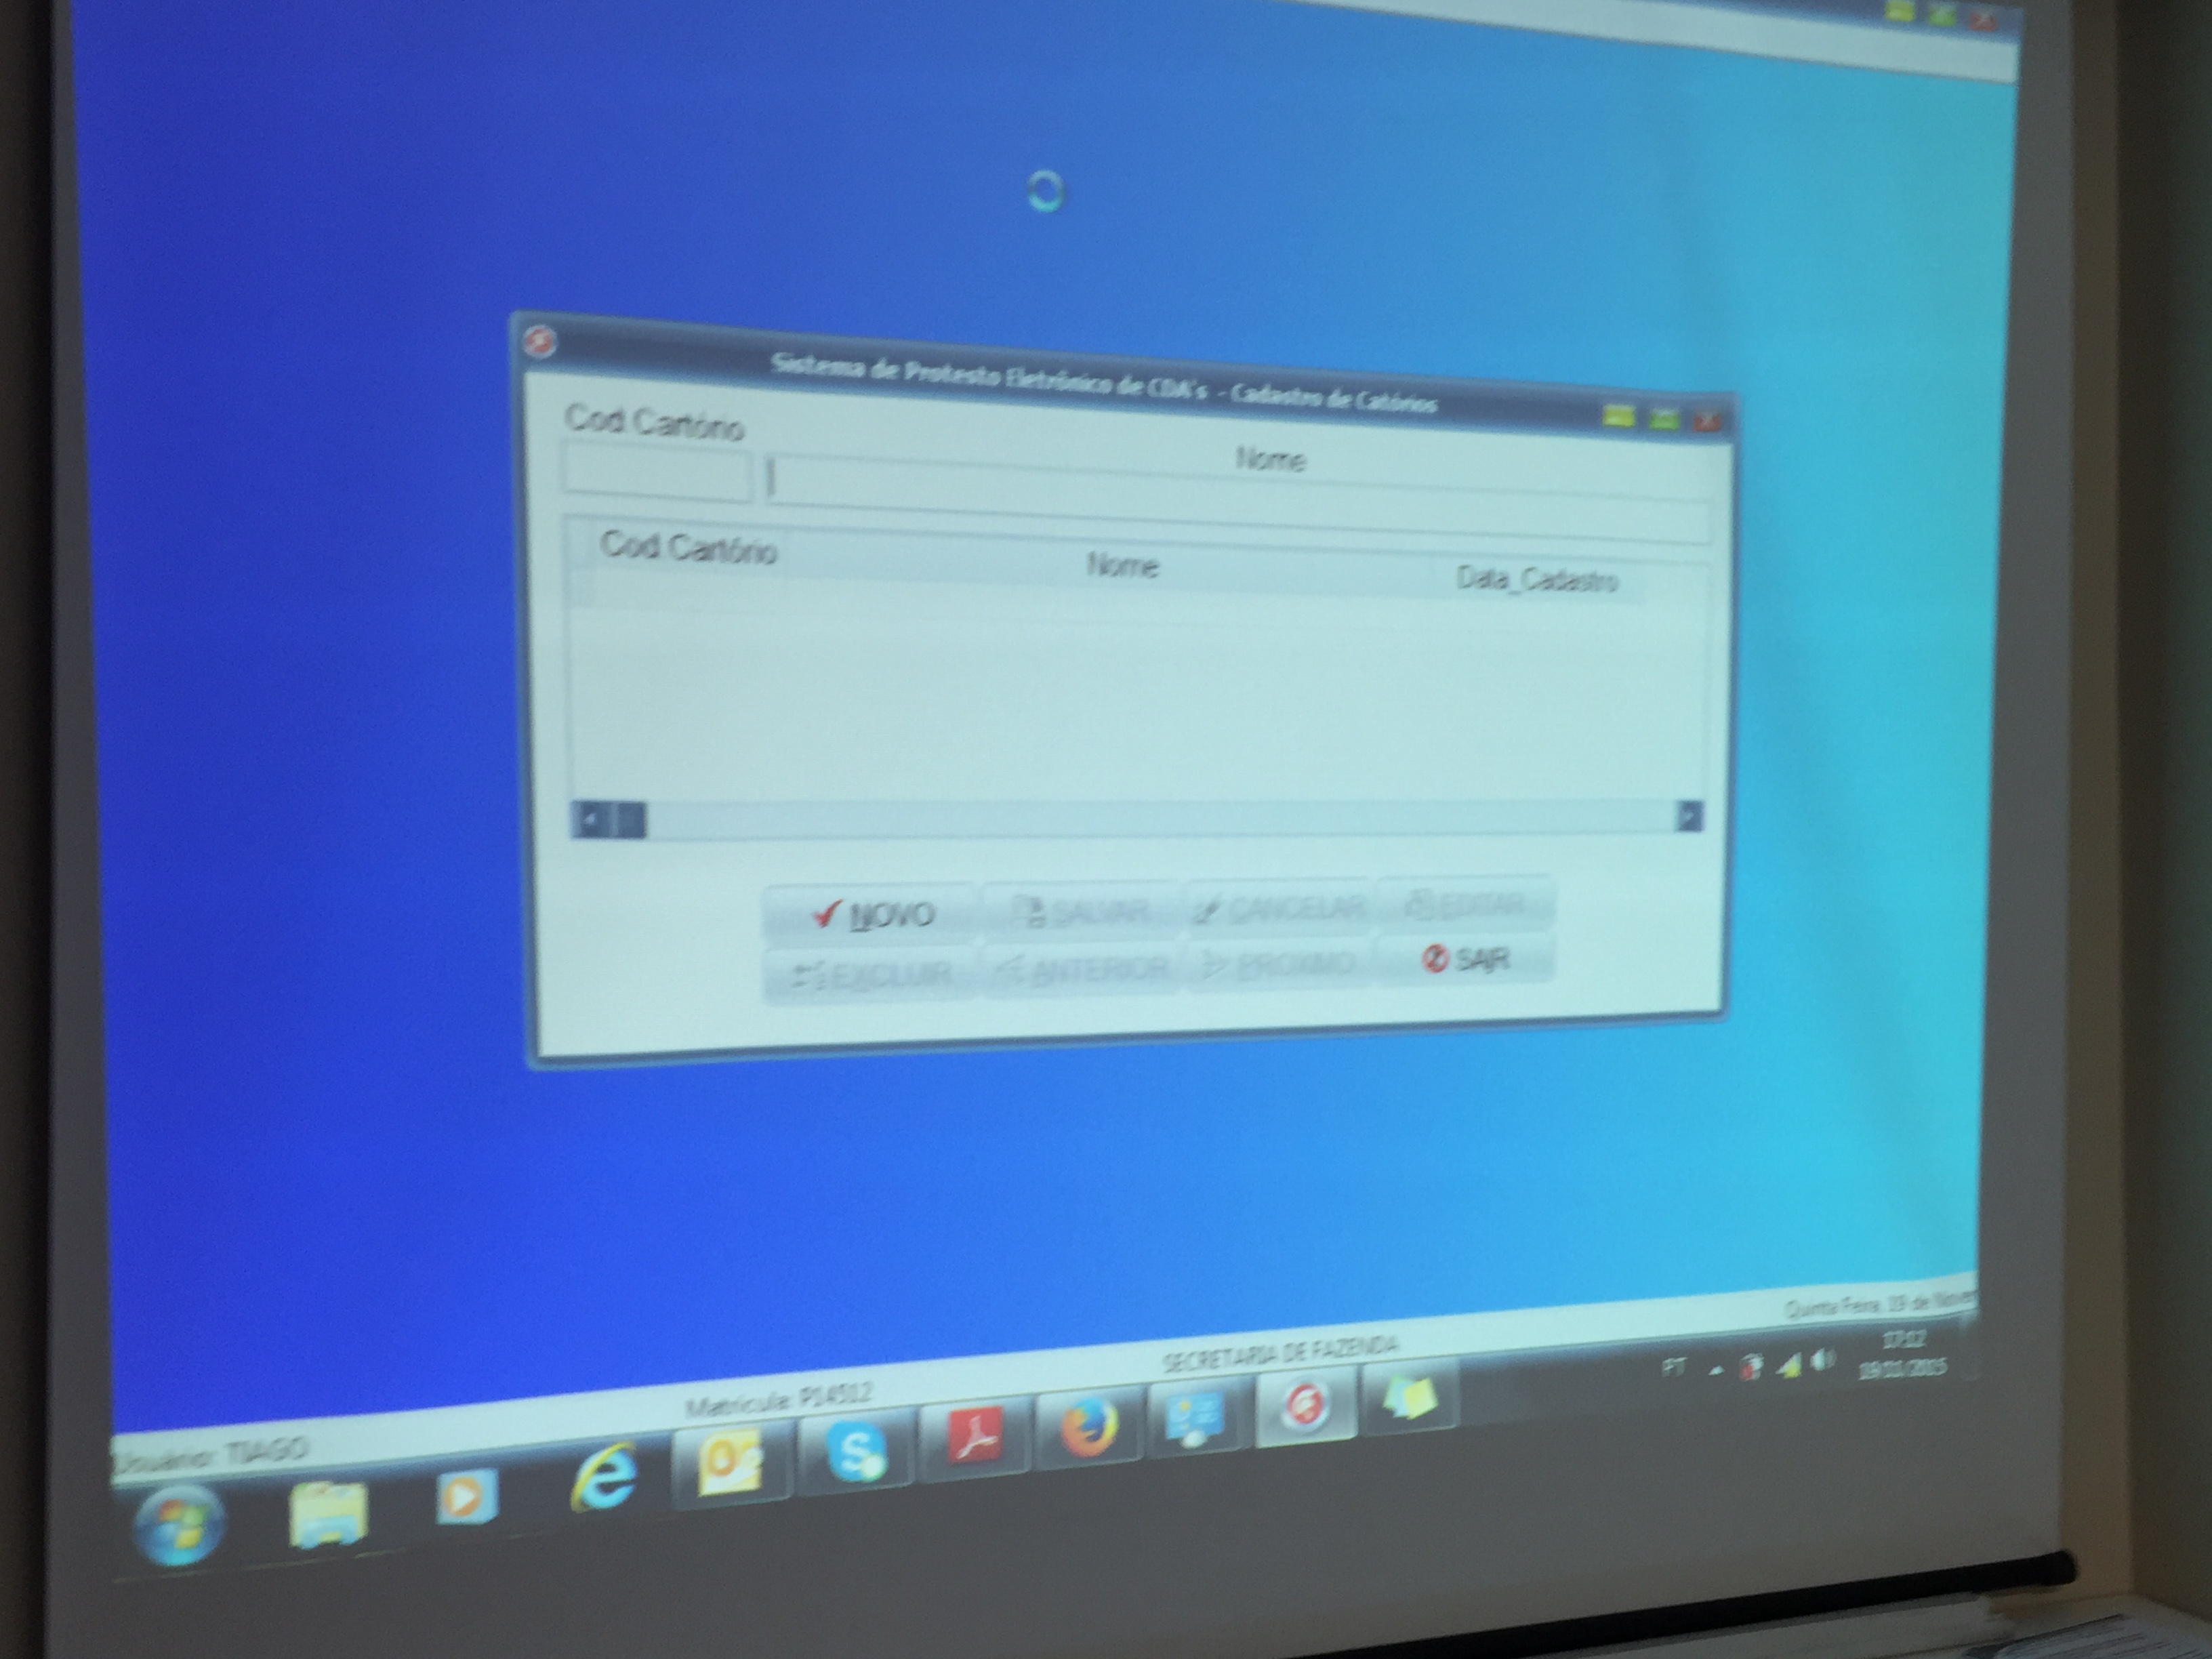 Sistema de Protesto Eletrônico de CDA's - Cadastro de Catórios
Cod Cartório
Nome
Cod Cartório Nome Data_Cadastro
NOVO SALVAR CANCELAR EDITAR
EXCLUIR ANTERIOR PROXIMO SAIR
Quinta Feira, 19 de Nove
Usuário: TIAGO Matricula: P14512 SECRETARIA DE FAZENDA
PT 17:12
19/11/2015